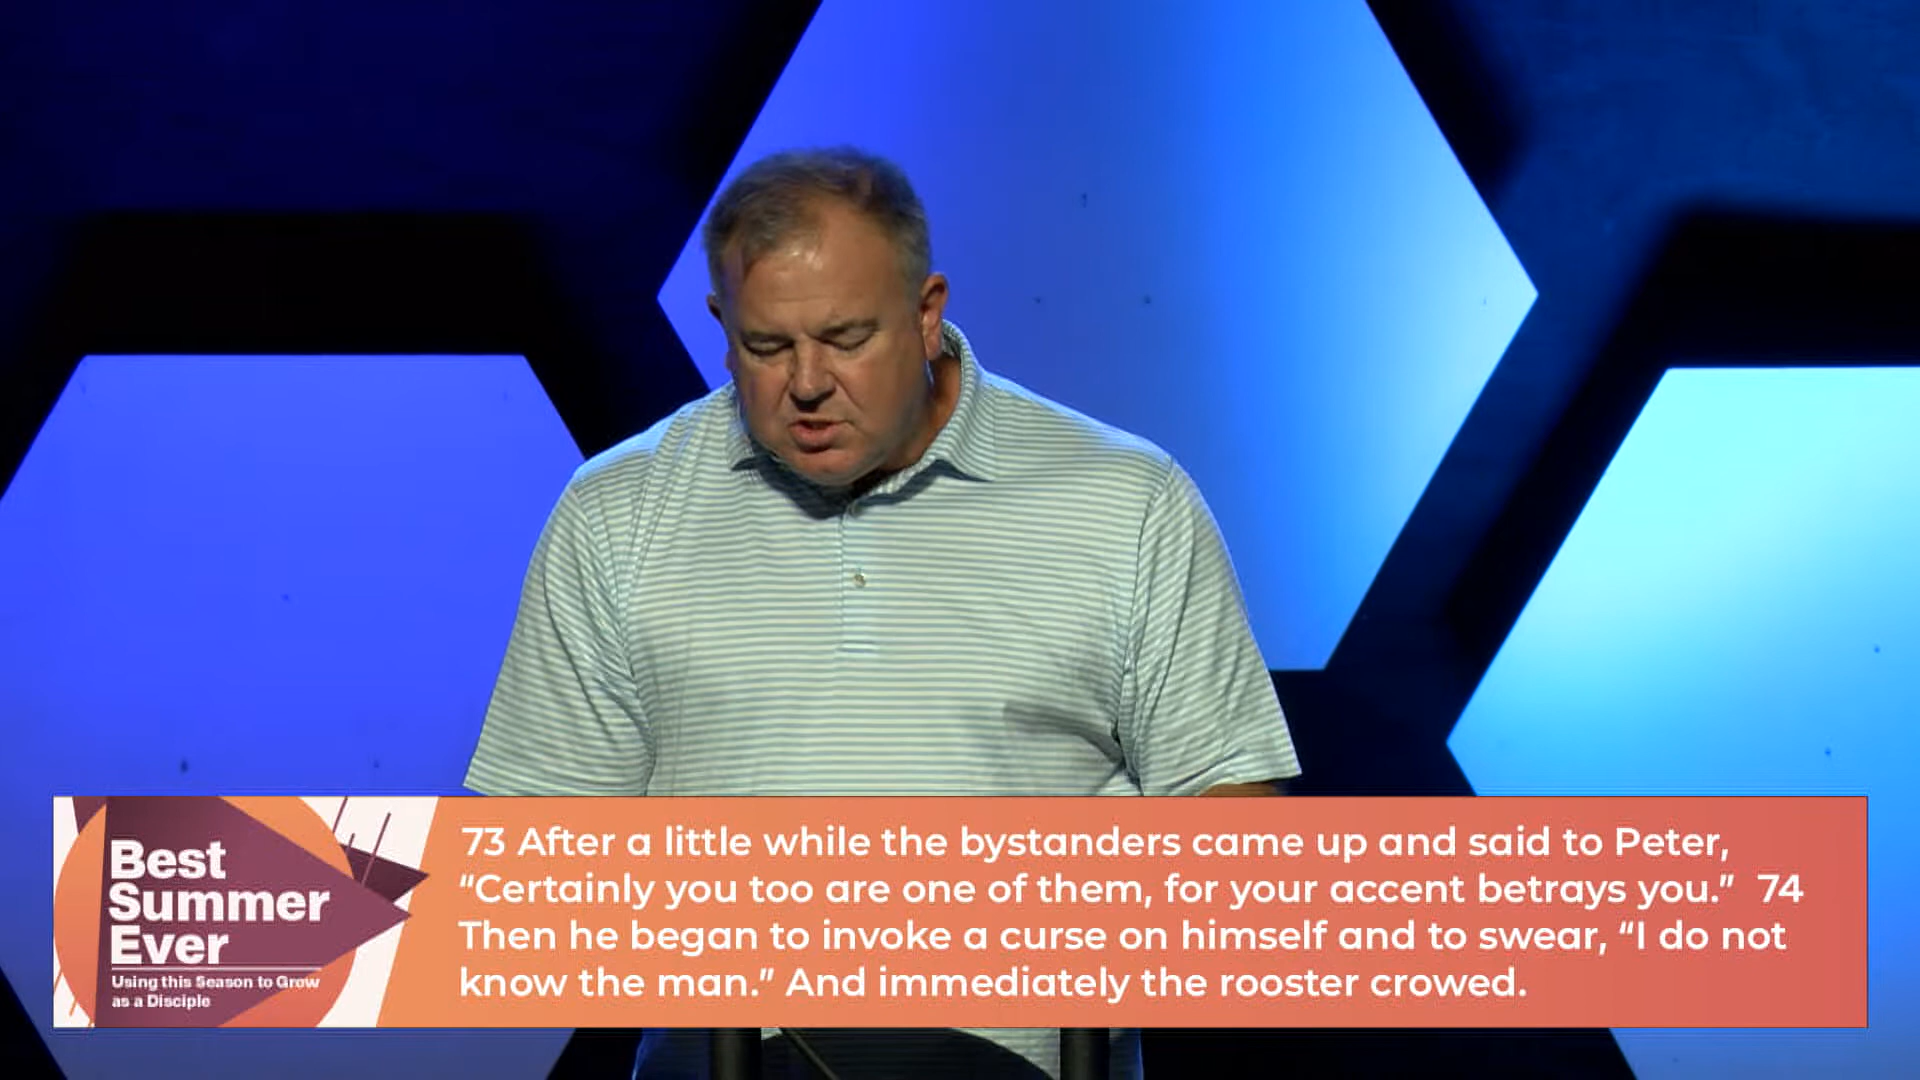 Best
Summer
Ever
Using this Season to Grow
as a Disciple
73 After a little while the bystanders came up and said to Peter,
“Certainly you too are one of them, for your accent betrays you.” 74
Then he began to invoke a curse on himself and to swear, “I do not
know the man.” And immediately the rooster crowed.